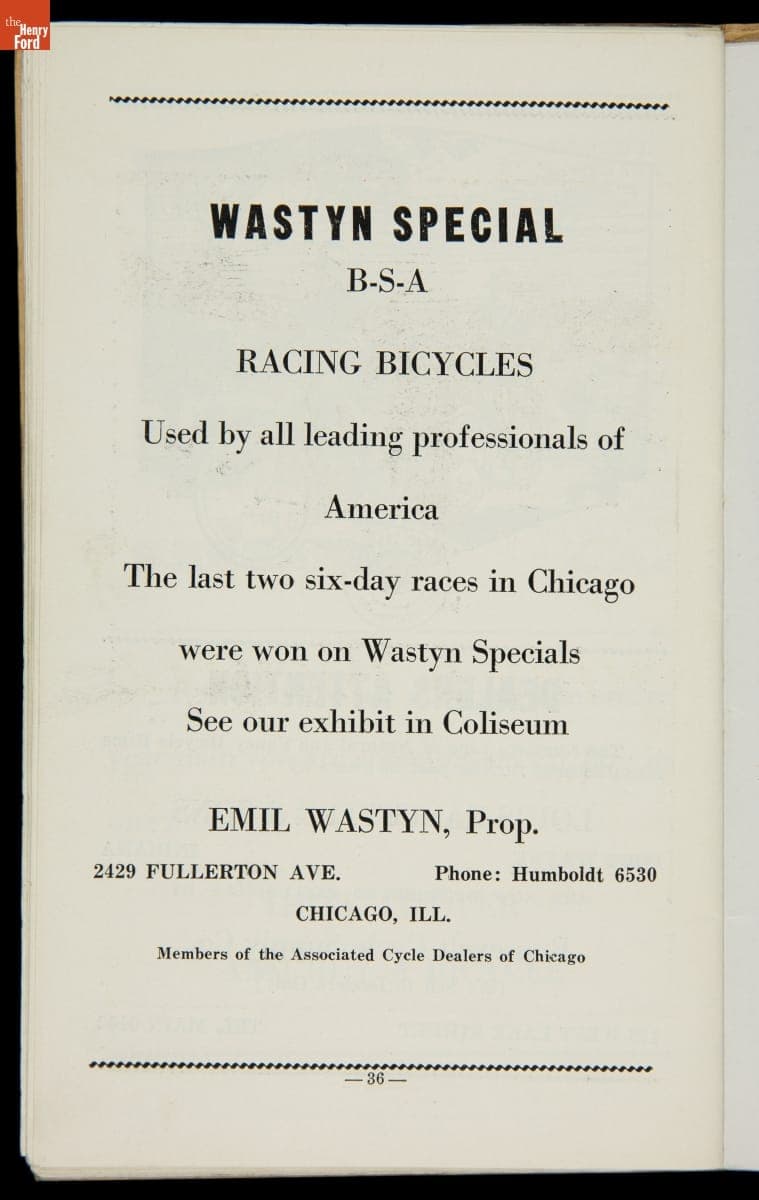 the
Henry
Ford
WASTYN SPECIAL
B-S-A
RACING BICYCLES
Used by all leading professionals of
America
The last two six-day races in Chicago
were won on Wastyn Specials
See our exhibit in Coliseum
EMIL WASTYN, Prop.
2429 FULLERTON AVE. Phone: Humboldt 6530
CHICAGO, ILL.
Members of the Associated Cycle Dealers of Chicago
— 36 —